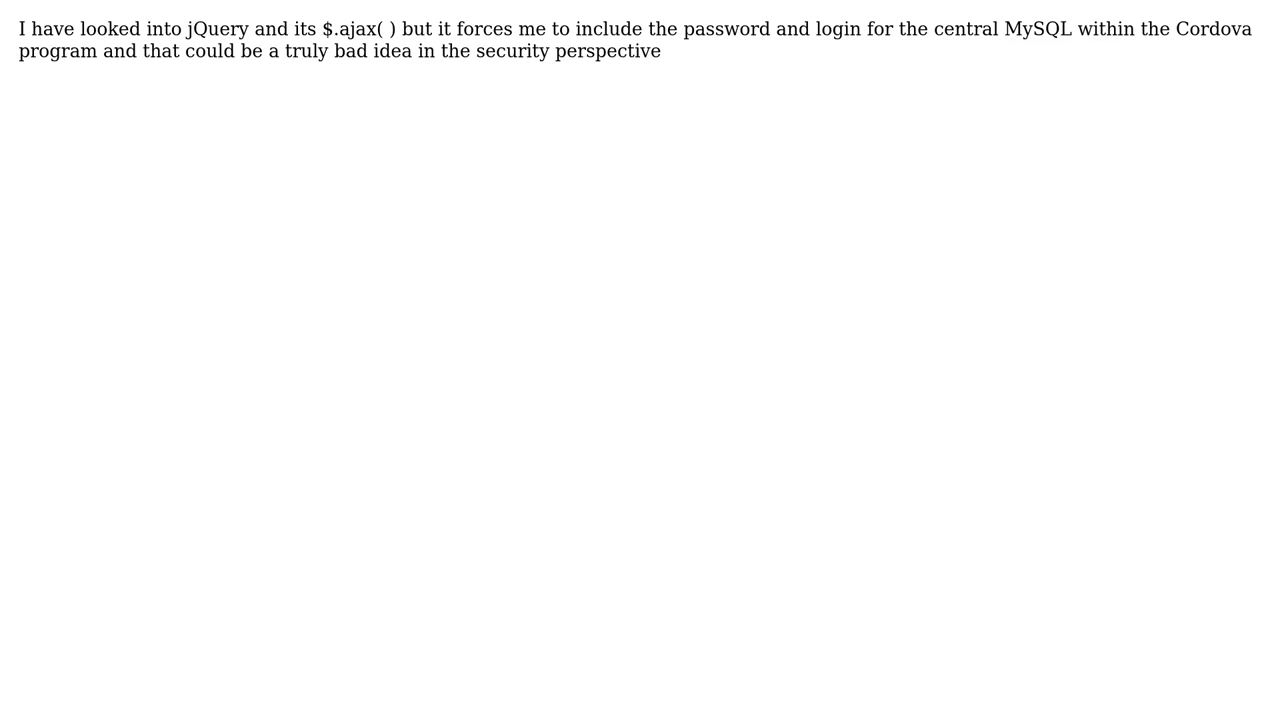 I have looked into jQuery and its $.ajax( ) but it forces me to include the password and login for the central MySQL within the Cordova
program and that could be a truly bad idea in the security perspective